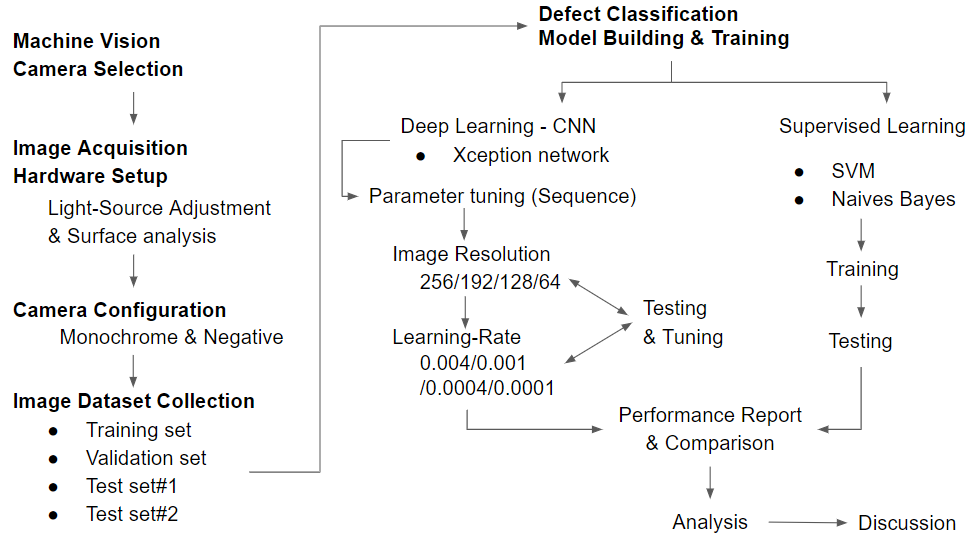 Machine Vision
Camera Selection
Image Acquisition
Hardware Setup
Light-Source Adjustment
& Surface analysis
Camera Configuration
Monochrome & Negative
Image Dataset Collection
● Training set
● Validation set
● Test set#1
● Test set#2
Defect Classification
Model Building & Training
Deep Learning - CNN
● Xception network
Parameter tuning (Sequence)
Image Resolution
256/192/128/64
Learning-Rate
0.004/0.001
/0.0004/0.0001
Testing
& Tuning
Supervised Learning
● SVM
● Naives Bayes
Training
Testing
Performance Report
& Comparison
Analysis
Discussion